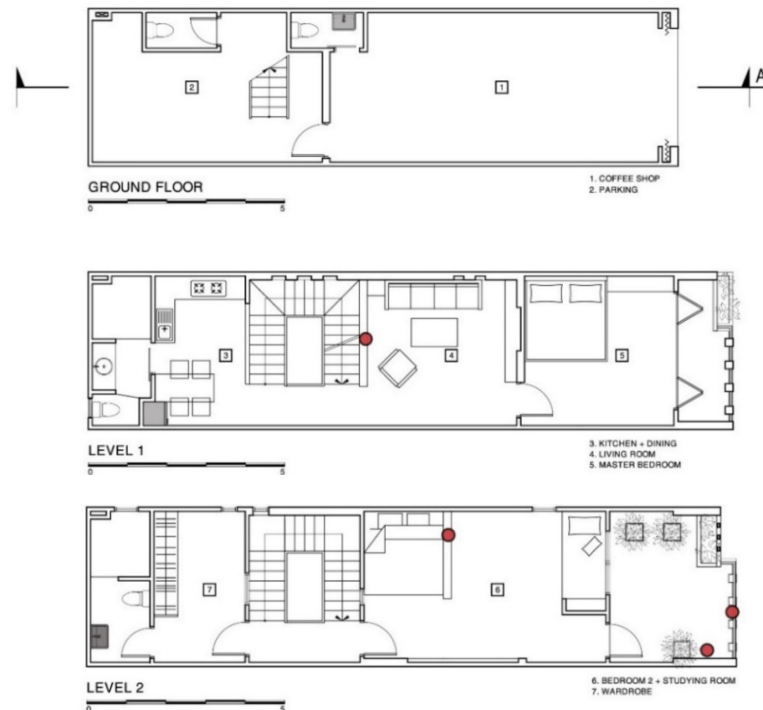 A
2
1
GROUND FLOOR
0 5
1. COFFEE SHOP
2. PARKING
3
4
5
LEVEL 1
0 5
3. KITCHEN + DINING
4. LIVING ROOM
5. MASTER BEDROOM
7
6
LEVEL 2
0 5
6. BEDROOM 2 + STUDYING ROOM
7. WARDROBE